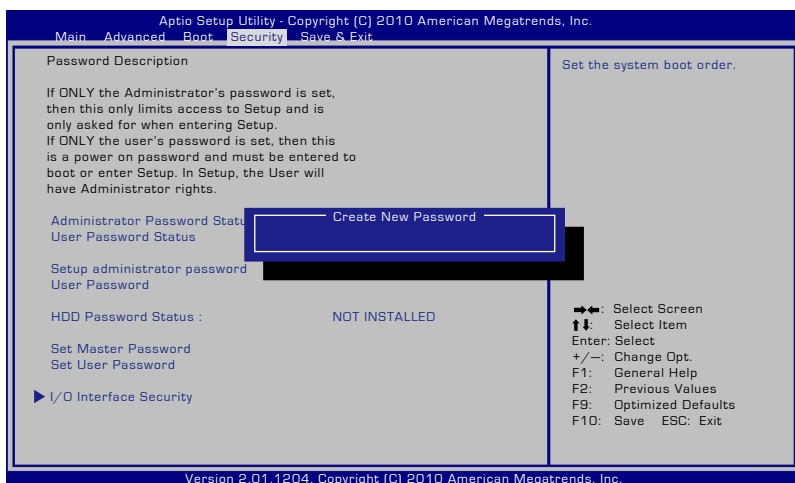 Aptio Setup Utility - Copyright (C) 2010 American Megatrends, Inc.
Main Advanced Boot Security Save & Exit
Password Description
If ONLY the Administrator's password is set,
then this only limits access to Setup and is
only asked for when entering Setup.
If ONLY the user's password is set, then this
is a power on password and must be entered to
boot or enter Setup. In Setup, the User will
have Administrator rights.
Administrator Password Statu
User Password Status
Create New Password
Setup administrator password
User Password
HDD Password Status : NOT INSTALLED
Set Master Password
Set User Password
I/O Interface Security
Set the system boot order.
→←: Select Screen
↑↓: Select Item
Enter: Select
+/—: Change Opt.
F1: General Help
F2: Previous Values
F9: Optimized Defaults
F10: Save ESC: Exit
Version 2.01.1204. Copyright (C) 2010 American Megatrends, Inc.